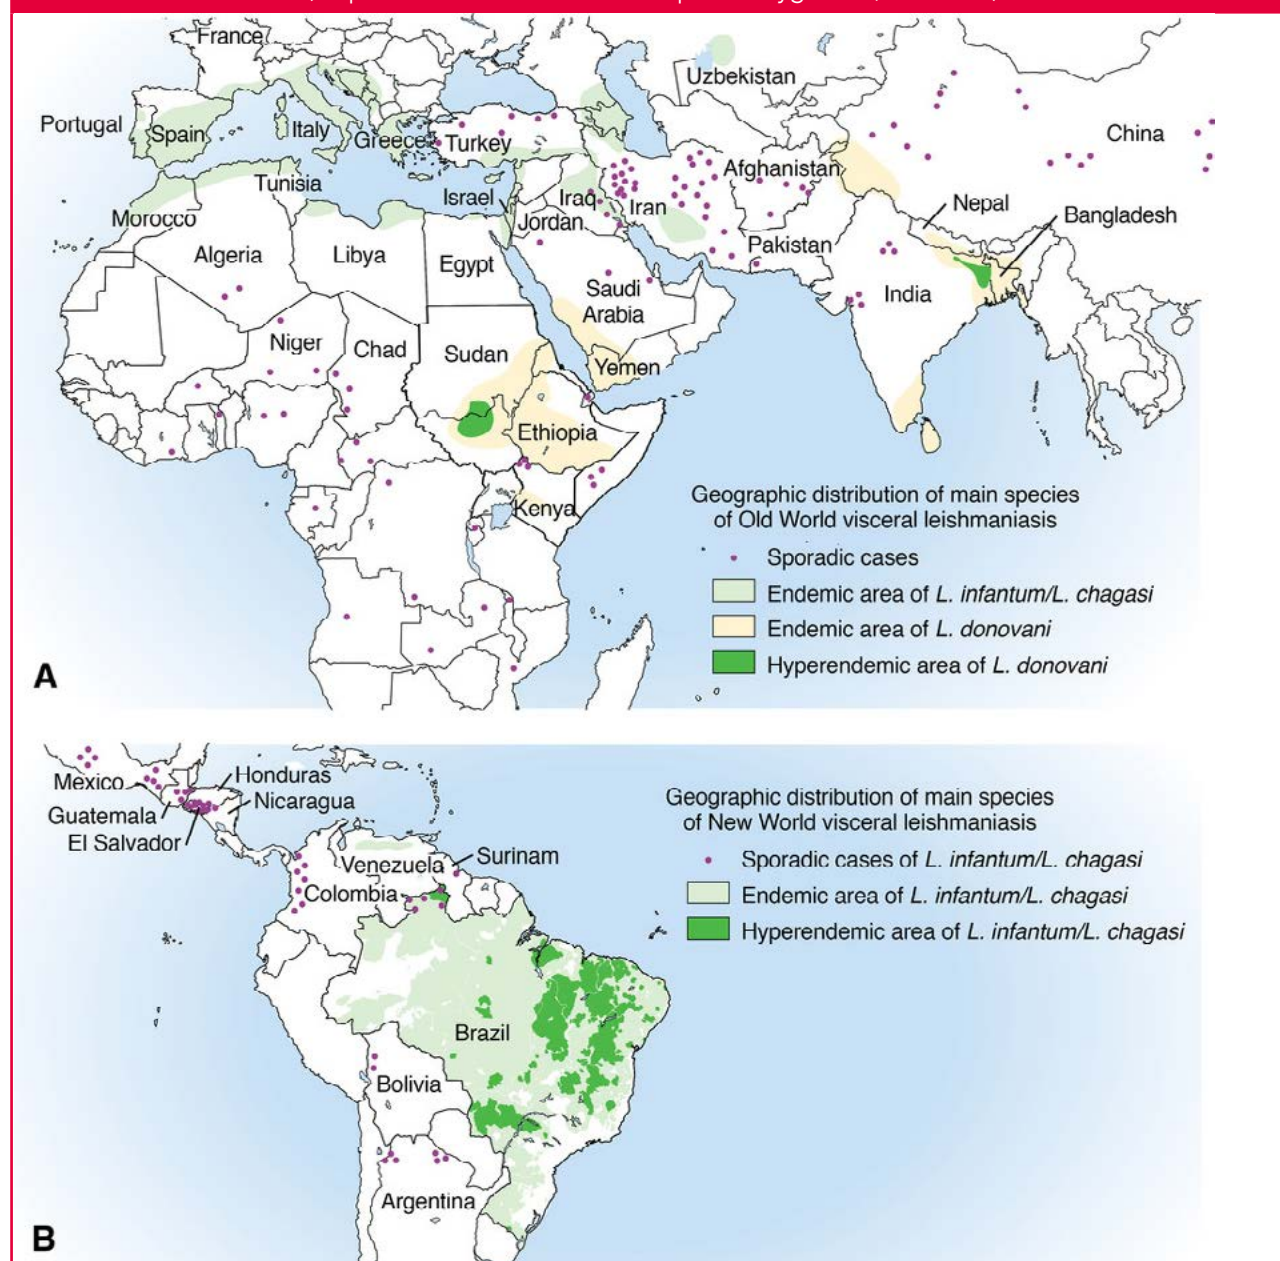 France
Uzbekistan
Portugal
Spain
Italy
Greece
Turkey
China
Afghanistan
Tunisia
Israel
Iraq
Iran
Nepal
Morocco
Jordan
Bangladesh
Algeria
Libya
Egypt
Pakistan
Saudi
Arabia
India
Niger
Chad
Sudan
Yemen
Ethiopia
Kenya
Geographic distribution of main species
of Old World visceral leishmaniasis
Sporadic cases
Endemic area of L. infantum/L. chagasi
Endemic area of L. donovani
Hyperendemic area of L. donovani
A
Mexico
Honduras
Guatemala
Nicaragua
El Salvador
Venezuela
Surinam
Colombia
Brazil
Bolivia
Argentina
Geographic distribution of main species
of New World visceral leishmaniasis
Sporadic cases of L. infantum/L. chagasi
Endemic area of L. infantum/L. chagasi
Hyperendemic area of L. infantum/L. chagasi
B